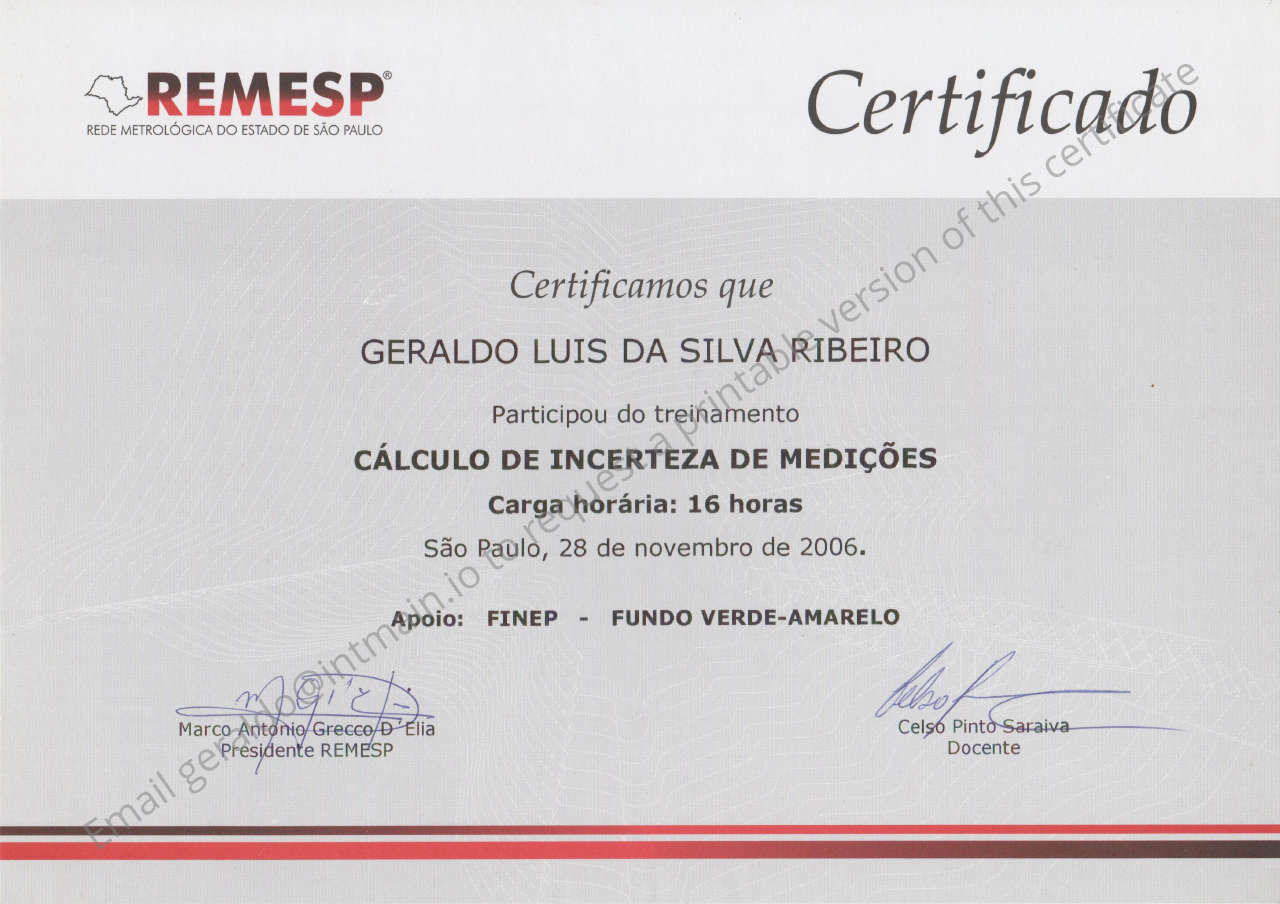 REMESP®
REDE METROLÓGICA DO ESTADO DE SÃO PAULO
Certificado
Certificamos que
GERALDO LUIS DA SILVA RIBEIRO
Participou do treinamento
CÁLCULO DE INCERTEZA DE MEDIÇÕES
Carga horária: 16 horas
São Paulo, 28 de novembro de 2006.
Apoio: FINEP - FUNDO VERDE-AMARELO
Marco Antonio Grecco D´Elia
Presidente REMESP
Celso Pinto Saraiva
Docente
Email geraldo@intmain.io to request a printable version of this certificate